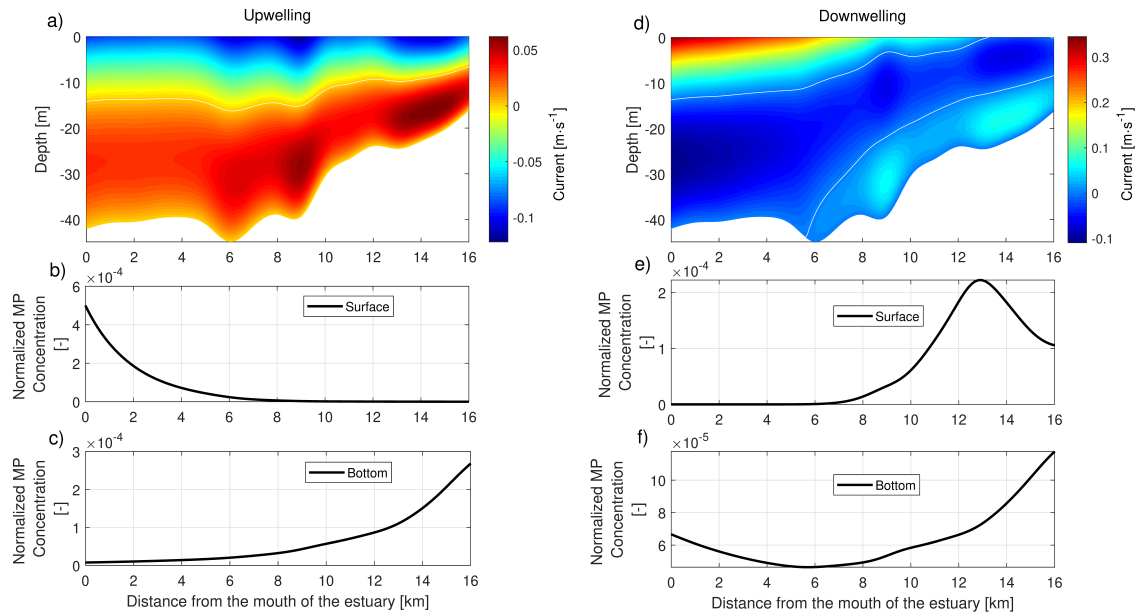 Upwelling
a)
0
-10
-20
-30
-40
Depth [m]
0 2 4 6 8 10 12 14 16
0.05
0
-0.05
-0.1
Current [m·s⁻¹]
b)
×10⁻⁴
6
4
2
0
Normalized MP
Concentration
[-]
Surface
0 2 4 6 8 10 12 14 16
c)
×10⁻⁴
3
2
1
0
Normalized MP
Concentration
[-]
Bottom
0 2 4 6 8 10 12 14 16
Distance from the mouth of the estuary [km]
Downwelling
d)
0
-10
-20
-30
-40
Depth [m]
0 2 4 6 8 10 12 14 16
0.3
0.2
0.1
0
-0.1
Current [m·s⁻¹]
e)
×10⁻⁴
2
1
0
Normalized MP
Concentration
[-]
Surface
0 2 4 6 8 10 12 14 16
f)
×10⁻⁵
10
8
6
Normalized MP
Concentration
[-]
Bottom
0 2 4 6 8 10 12 14 16
Distance from the mouth of the estuary [km]